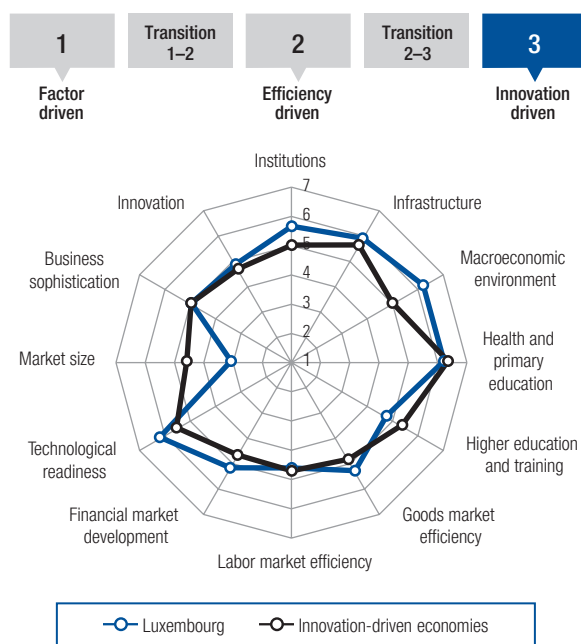 1
Transition
1–2
2
Transition
2–3
3
Factor
driven
Efficiency
driven
Innovation
driven
Institutions
Infrastructure
Macroeconomic
environment
Health and
primary
education
Higher education
and training
Goods market
efficiency
Labor market efficiency
Financial market
development
Technological
readiness
Market size
Business
sophistication
Innovation
7
6
5
4
3
2
1
Luxembourg
Innovation-driven economies